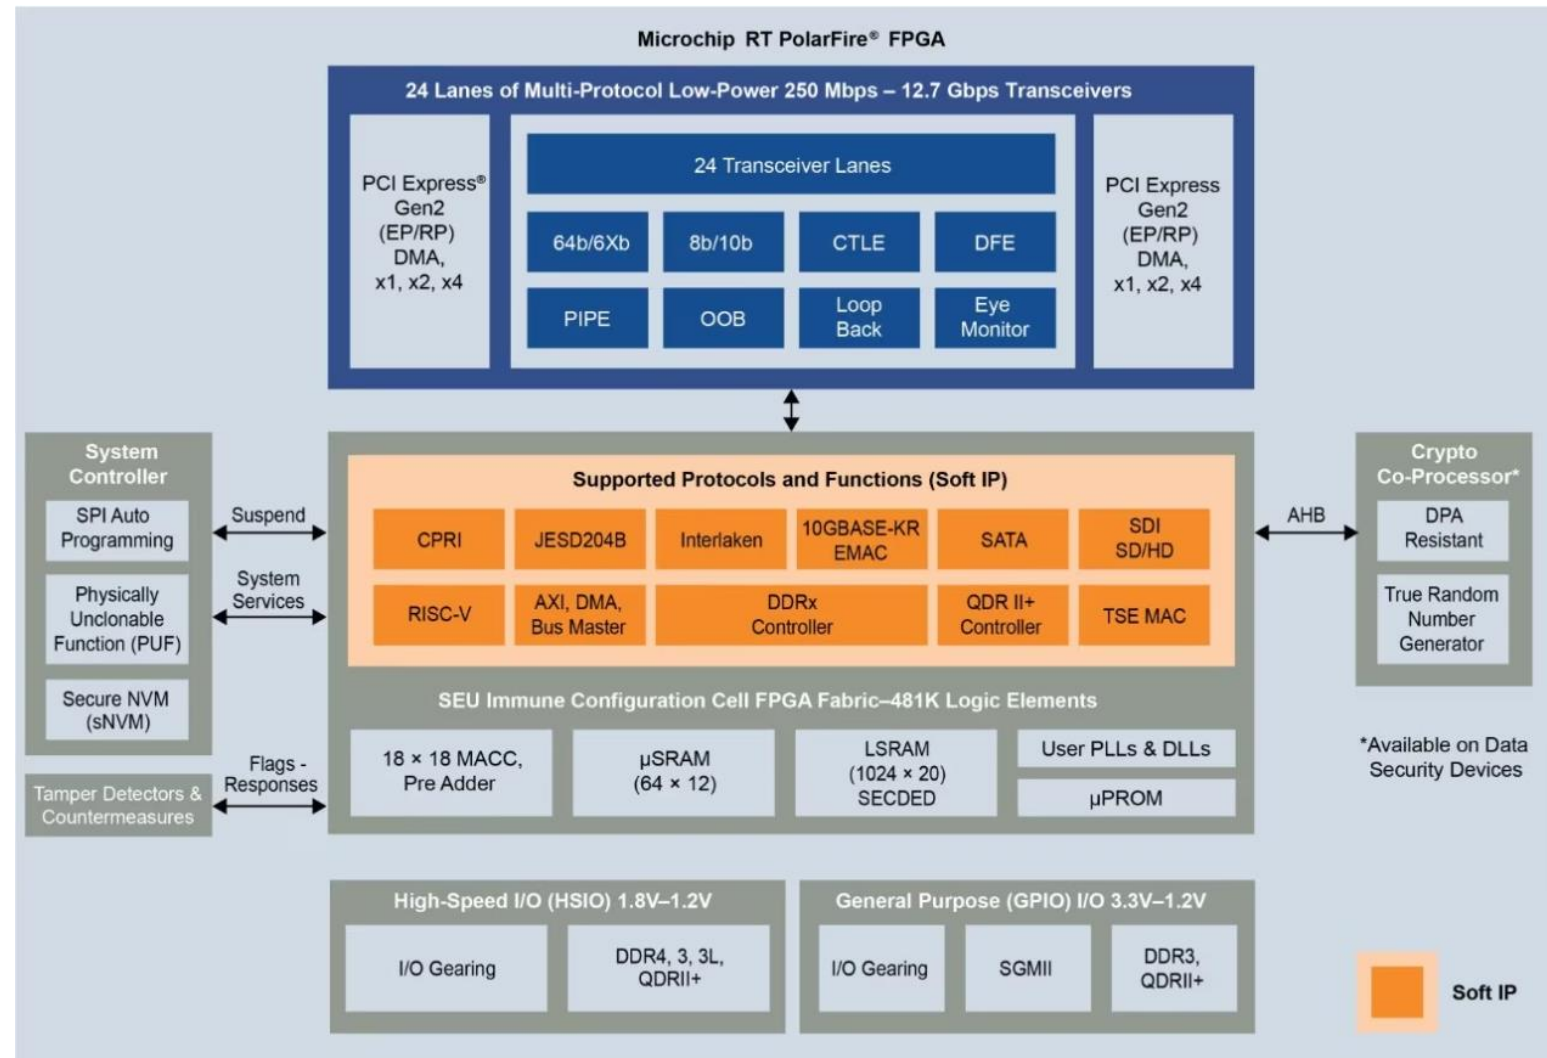 Microchip RT PolarFire® FPGA
24 Lanes of Multi-Protocol Low-Power 250 Mbps – 12.7 Gbps Transceivers
PCI Express®
Gen2
(EP/RP)
DMA,
x1, x2, x4
24 Transceiver Lanes
64b/6Xb
8b/10b
CTLE
DFE
PIPE
OOB
Loop
Back
Eye
Monitor
PCI Express
Gen2
(EP/RP)
DMA,
x1, x2, x4
System
Controller
SPI Auto
Programming
Physically
Unclonable
Function (PUF)
Secure NVM
(sNVM)
Tamper Detectors &
Countermeasures
Suspend
System
Services
Flags -
Responses
Supported Protocols and Functions (Soft IP)
CPRI
JESD204B
Interlaken
10GBASE-KR
EMAC
SATA
SDI
SD/HD
RISC-V
AXI, DMA,
Bus Master
DDRx
Controller
QDR II+
Controller
TSE MAC
SEU Immune Configuration Cell FPGA Fabric–481K Logic Elements
18 × 18 MACC,
Pre Adder
µSRAM
(64 × 12)
LSRAM
(1024 × 20)
SECDED
User PLLs & DLLs
µPROM
AHB
Crypto
Co-Processor*
DPA
Resistant
True Random
Number
Generator
*Available on Data
Security Devices
High-Speed I/O (HSIO) 1.8V–1.2V
I/O Gearing
DDR4, 3, 3L,
QDRII+
General Purpose (GPIO) I/O 3.3V–1.2V
I/O Gearing
SGMII
DDR3,
QDRII+
Soft IP